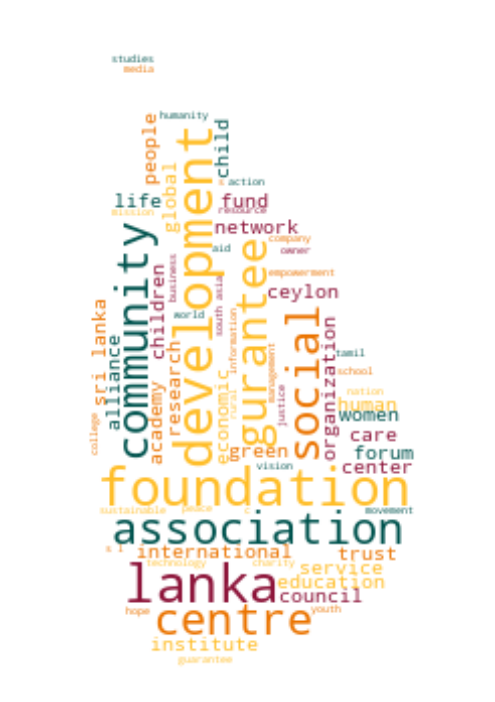 studies
media
humanity
people
child
development
global
s
action
life
fund
mission
resource
community
network
company
gurantee
aid
owner
children
business
empowerment
south asia
ceylon
sri lanka
world
social
information
organization
alliance
research
tamil
management
academy
economic
school
rural
justice
nation
human
college
women
care
green
forum
vision
center
foundation
sustainable
peace
c
movement
association
s l
international
trust
technology
charity
service
lanka
education
council
hope
centre
youth
institute
guarantee